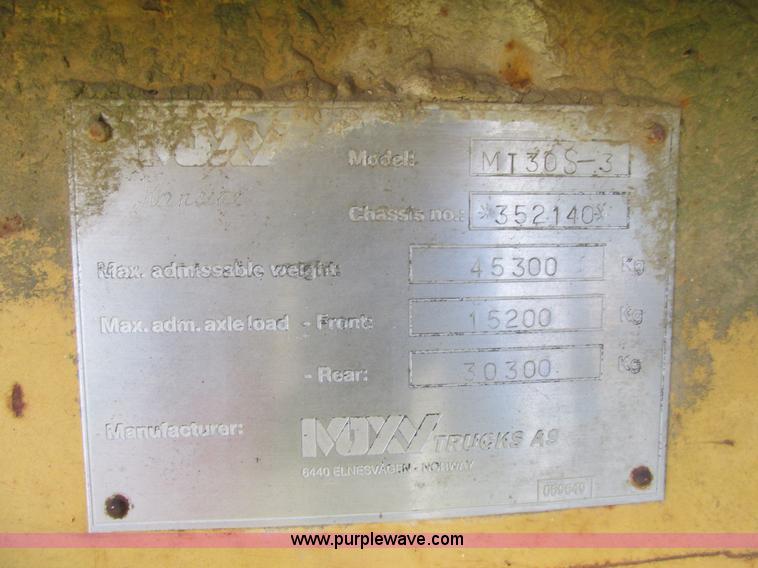 MOXY Model: MT30S-3
Chassis no.: *352140*
Max. admissable weight: 45300 Kg
Max. adm. axle load - Front: 15200 Kg
- Rear: 30300 Kg
Manufacturer: MOXY TRUCKS AS
6440 ELNESVÅGEN - NORWAY
www.purplewave.com